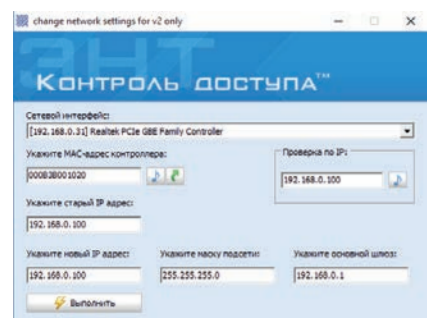 change network settings for v2 only
ЭНТ
КОНТРОЛЬ ДОСТУПА™
Сетевой интерфейс:
[192.168.0.31] Realtek PCIe GBE Family Controller
Укажите MAC-адрес контроллера:
Проверка по IP:
000B2B001020
192.168.0.100
Укажите старый IP адрес:
192.168.0.100
Укажите новый IP адрес:
Укажите маску подсети:
Укажите основной шлюз:
192.168.0.100
255.255.255.0
192.168.0.1
Выполнить